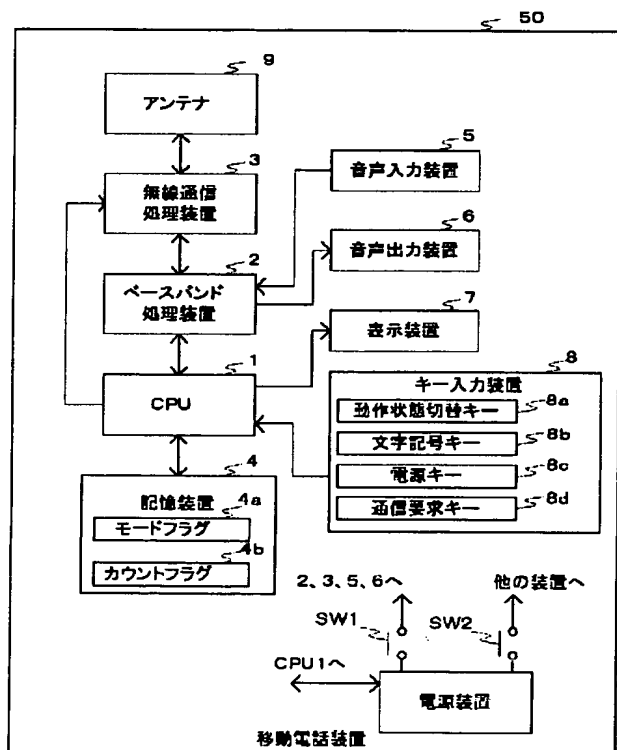 50
9
アンテナ
3
無線通信
処理装置
2
ベースバンド
処理装置
1
CPU
4
記憶装置
4a
モードフラグ
4b
カウントフラグ
5
音声入力装置
6
音声出力装置
7
表示装置
8
キー入力装置
動作状態切替キー
8a
文字記号キー
8b
電源キー
8c
通信要求キー
8d
2、3、5、6へ
他の装置へ
SW1
SW2
CPU1へ
電源装置
移動電話装置